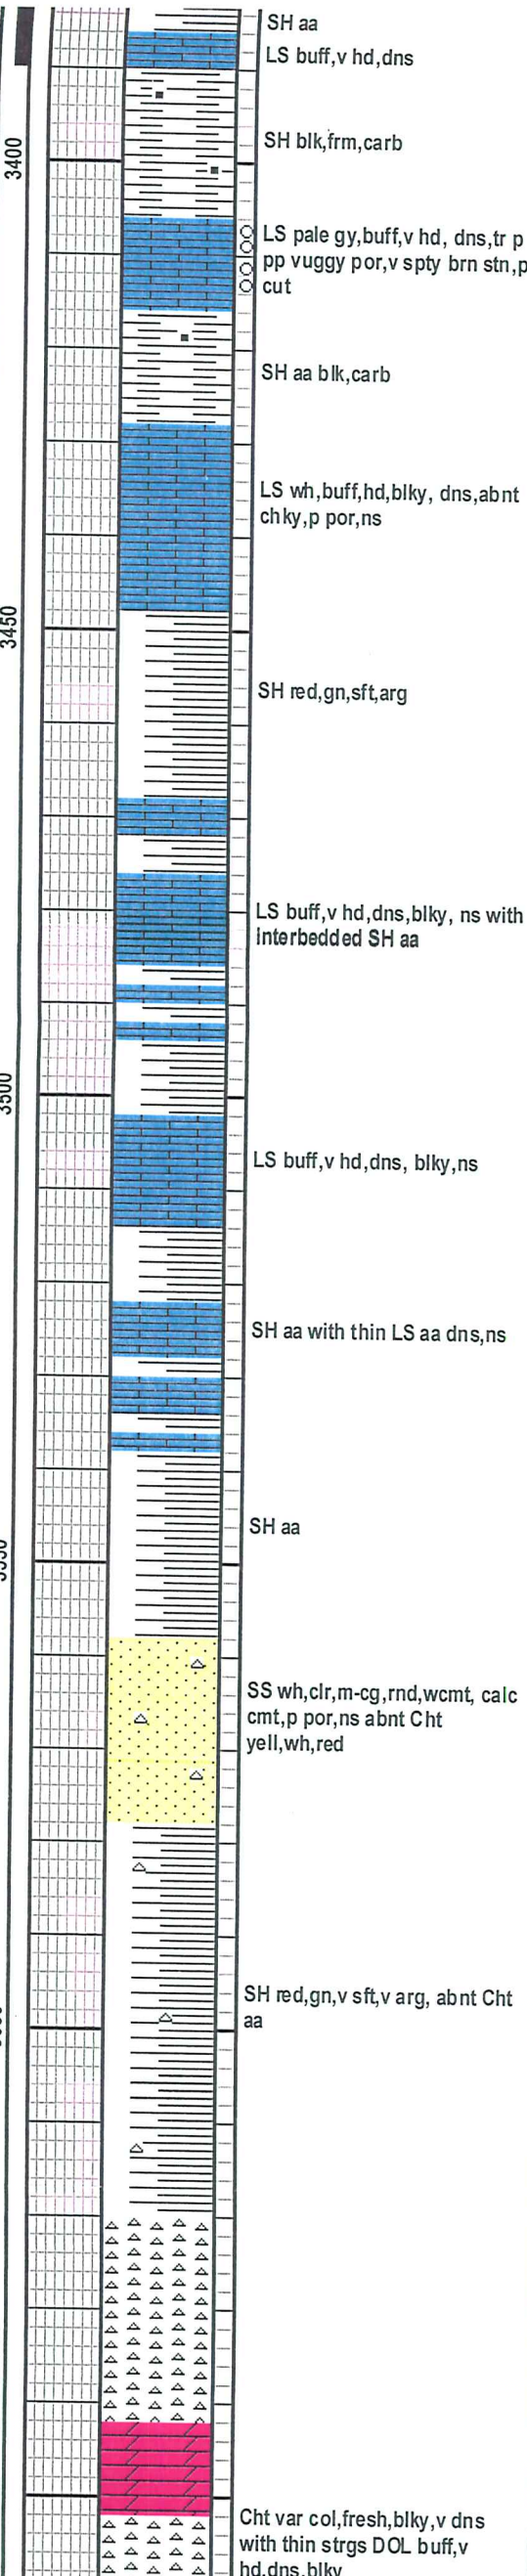 SH aa
LS buff,v hd,dns
3400
SH blk,frm,carb
LS pale gy,buff,v hd, dns,tr p
pp vuggy por,v spty brn stn,p
cut
SH aa blk,carb
LS wh,buff,hd,blky, dns,abnt
chky,p por,ns
3450
SH red,gn,sft,arg
LS buff,v hd,dns,blky, ns with
interbedded SH aa
3500
LS buff,v hd,dns, blky,ns
SH aa with thin LS aa dns,ns
SH aa
SS wh,clr,m-cg,rnd,wcmt, calc
cmt,p por,ns abnt Cht
yell,wh,red
SH red,gn,v sft,v arg, abnt Cht
aa
Cht var col,fresh,blky,v dns
with thin strgs DOL buff,v
hd,dns,blky